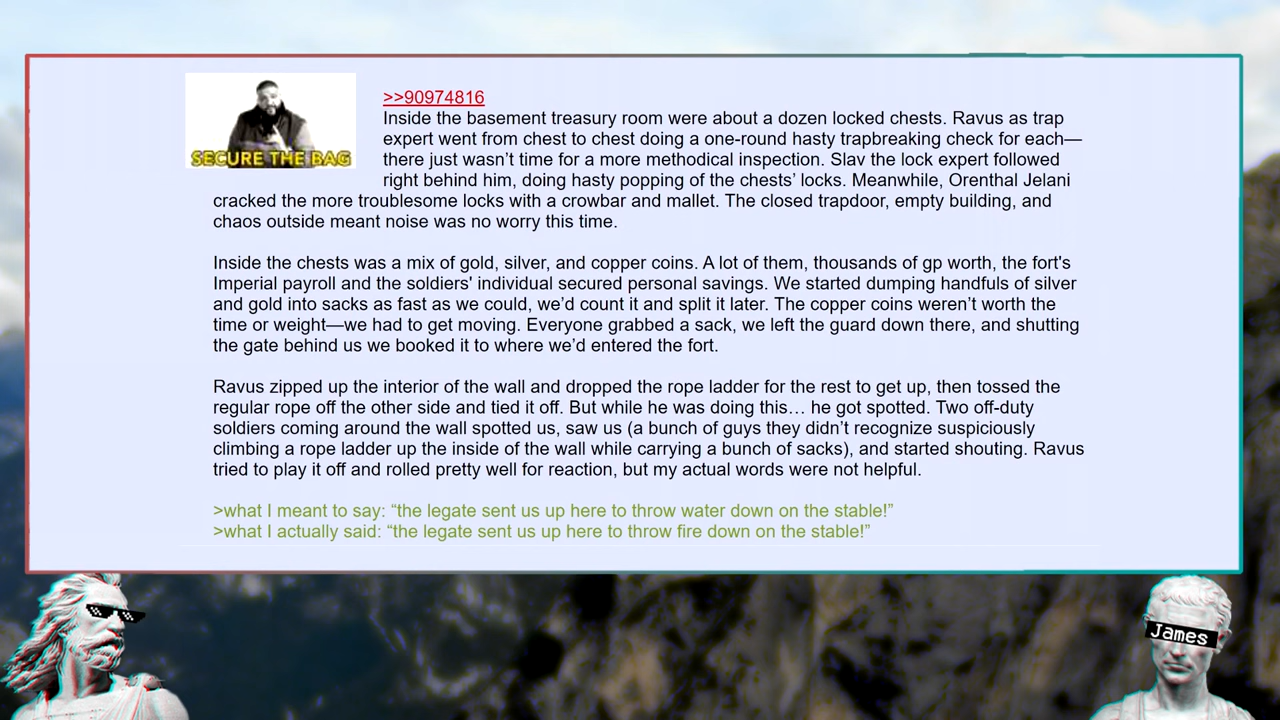 SECURE THE BAG
>>90974816
Inside the basement treasury room were about a dozen locked chests. Ravus as trap
expert went from chest to chest doing a one-round hasty trapbreaking check for each—
there just wasn’t time for a more methodical inspection. Slav the lock expert followed
right behind him, doing hasty popping of the chests’ locks. Meanwhile, Orenthal Jelani
cracked the more troublesome locks with a crowbar and mallet. The closed trapdoor, empty building, and
chaos outside meant noise was no worry this time.
Inside the chests was a mix of gold, silver, and copper coins. A lot of them, thousands of gp worth, the fort's
Imperial payroll and the soldiers' individual secured personal savings. We started dumping handfuls of silver
and gold into sacks as fast as we could, we’d count it and split it later. The copper coins weren’t worth the
time or weight—we had to get moving. Everyone grabbed a sack, we left the guard down there, and shutting
the gate behind us we booked it to where we’d entered the fort.
Ravus zipped up the interior of the wall and dropped the rope ladder for the rest to get up, then tossed the
regular rope off the other side and tied it off. But while he was doing this… he got spotted. Two off-duty
soldiers coming around the wall spotted us, saw us (a bunch of guys they didn’t recognize suspiciously
climbing a rope ladder up the inside of the wall while carrying a bunch of sacks), and started shouting. Ravus
tried to play it off and rolled pretty well for reaction, but my actual words were not helpful.
>what I meant to say: “the legate sent us up here to throw water down on the stable!”
>what I actually said: “the legate sent us up here to throw fire down on the stable!”
James